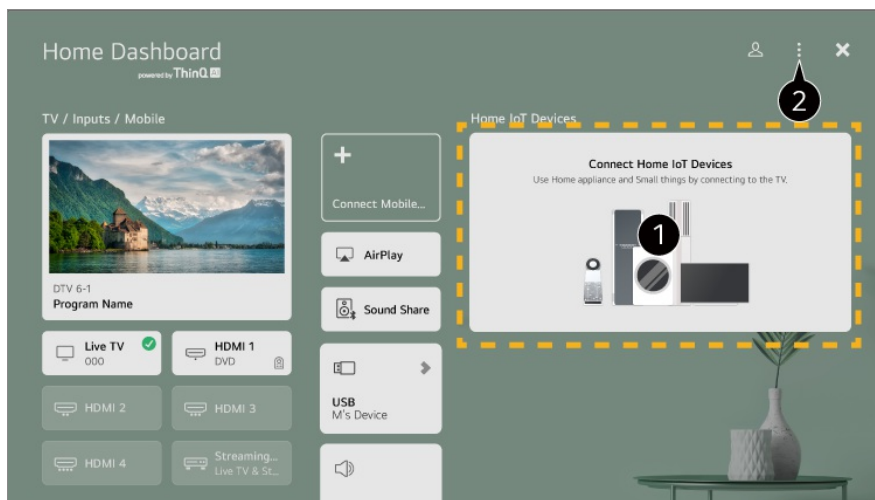 Home Dashboard
powered by ThinQ AI
2
TV / Inputs / Mobile
Home IoT Devices
DTV 6-1
Program Name
Live TV
000
HDMI 1
DVD
HDMI 2
HDMI 3
HDMI 4
Streaming...
Live TV & St...
+
Connect Mobile...
AirPlay
Sound Share
USB
M's Device
Connect Home IoT Devices
Use Home appliance and Small things by connecting to the TV.
1